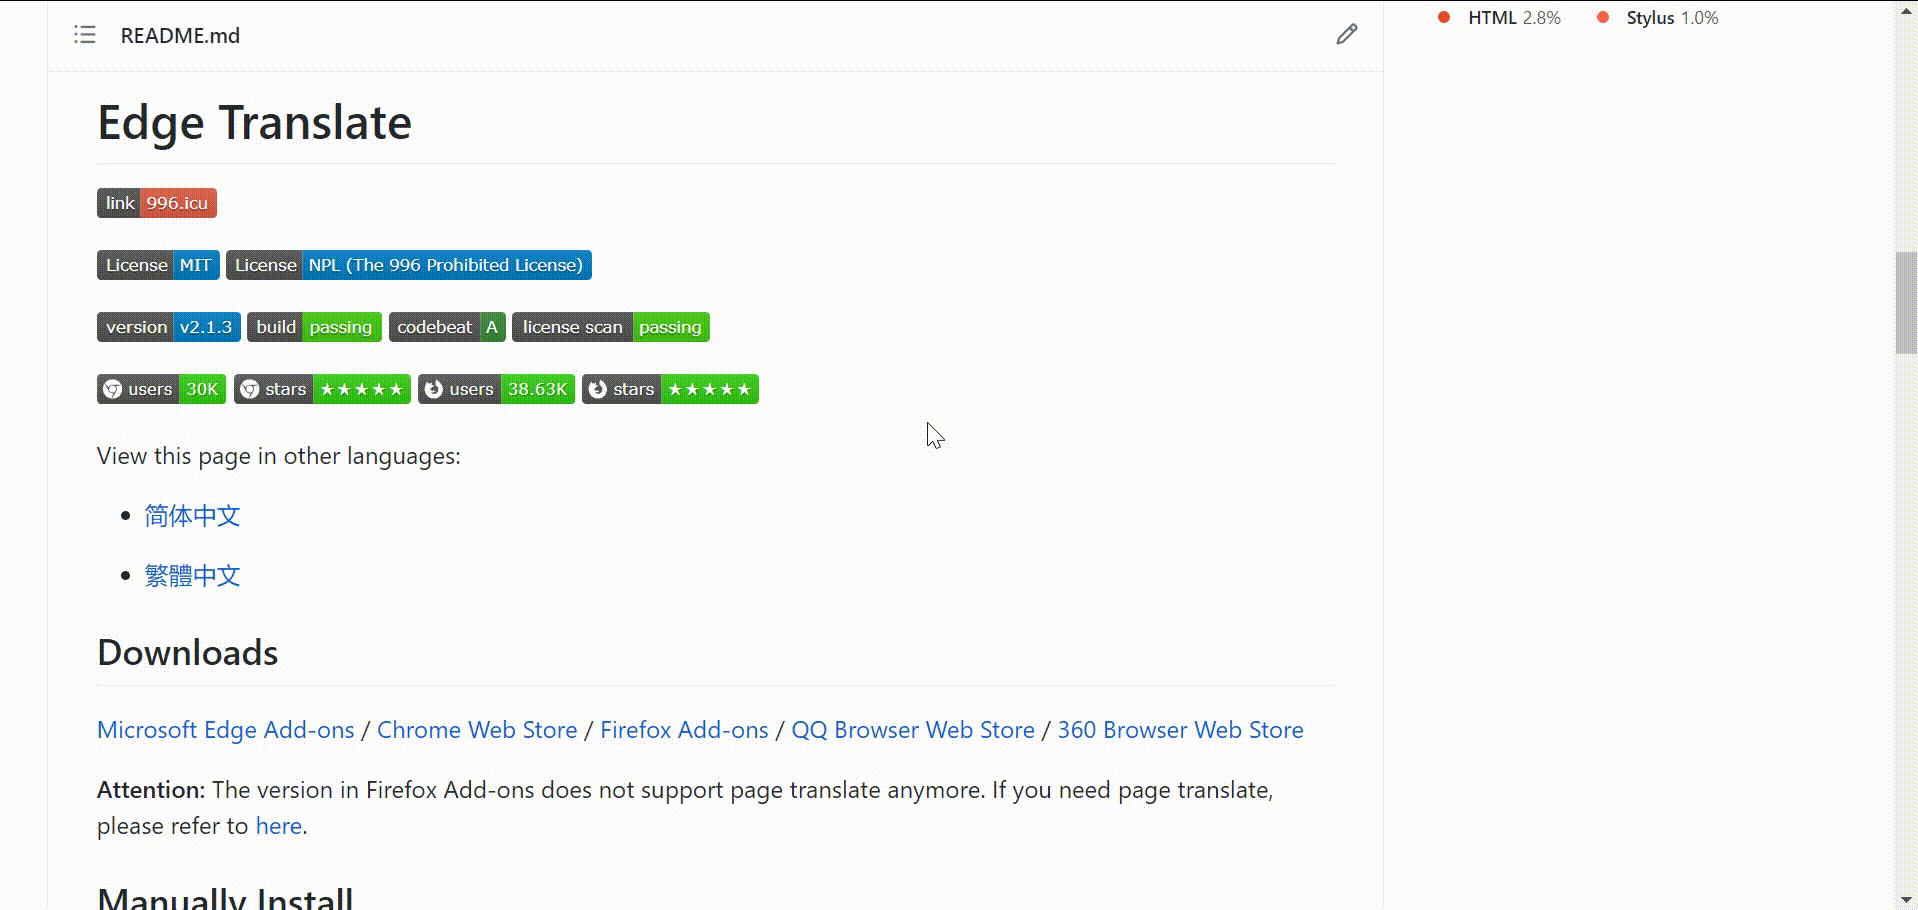 README.md
HTML 2.8% Stylus 1.0%
Edge Translate
link 996.icu
License MIT License NPL (The 996 Prohibited License)
version v2.1.3 build passing codebeat A license scan passing
users 30K stars ★★★★★ users 38.63K stars ★★★★★
View this page in other languages:
简体中文
繁體中文
Downloads
Microsoft Edge Add-ons / Chrome Web Store / Firefox Add-ons / QQ Browser Web Store / 360 Browser Web Store
Attention: The version in Firefox Add-ons does not support page translate anymore. If you need page translate,
please refer to here.
Manually Install